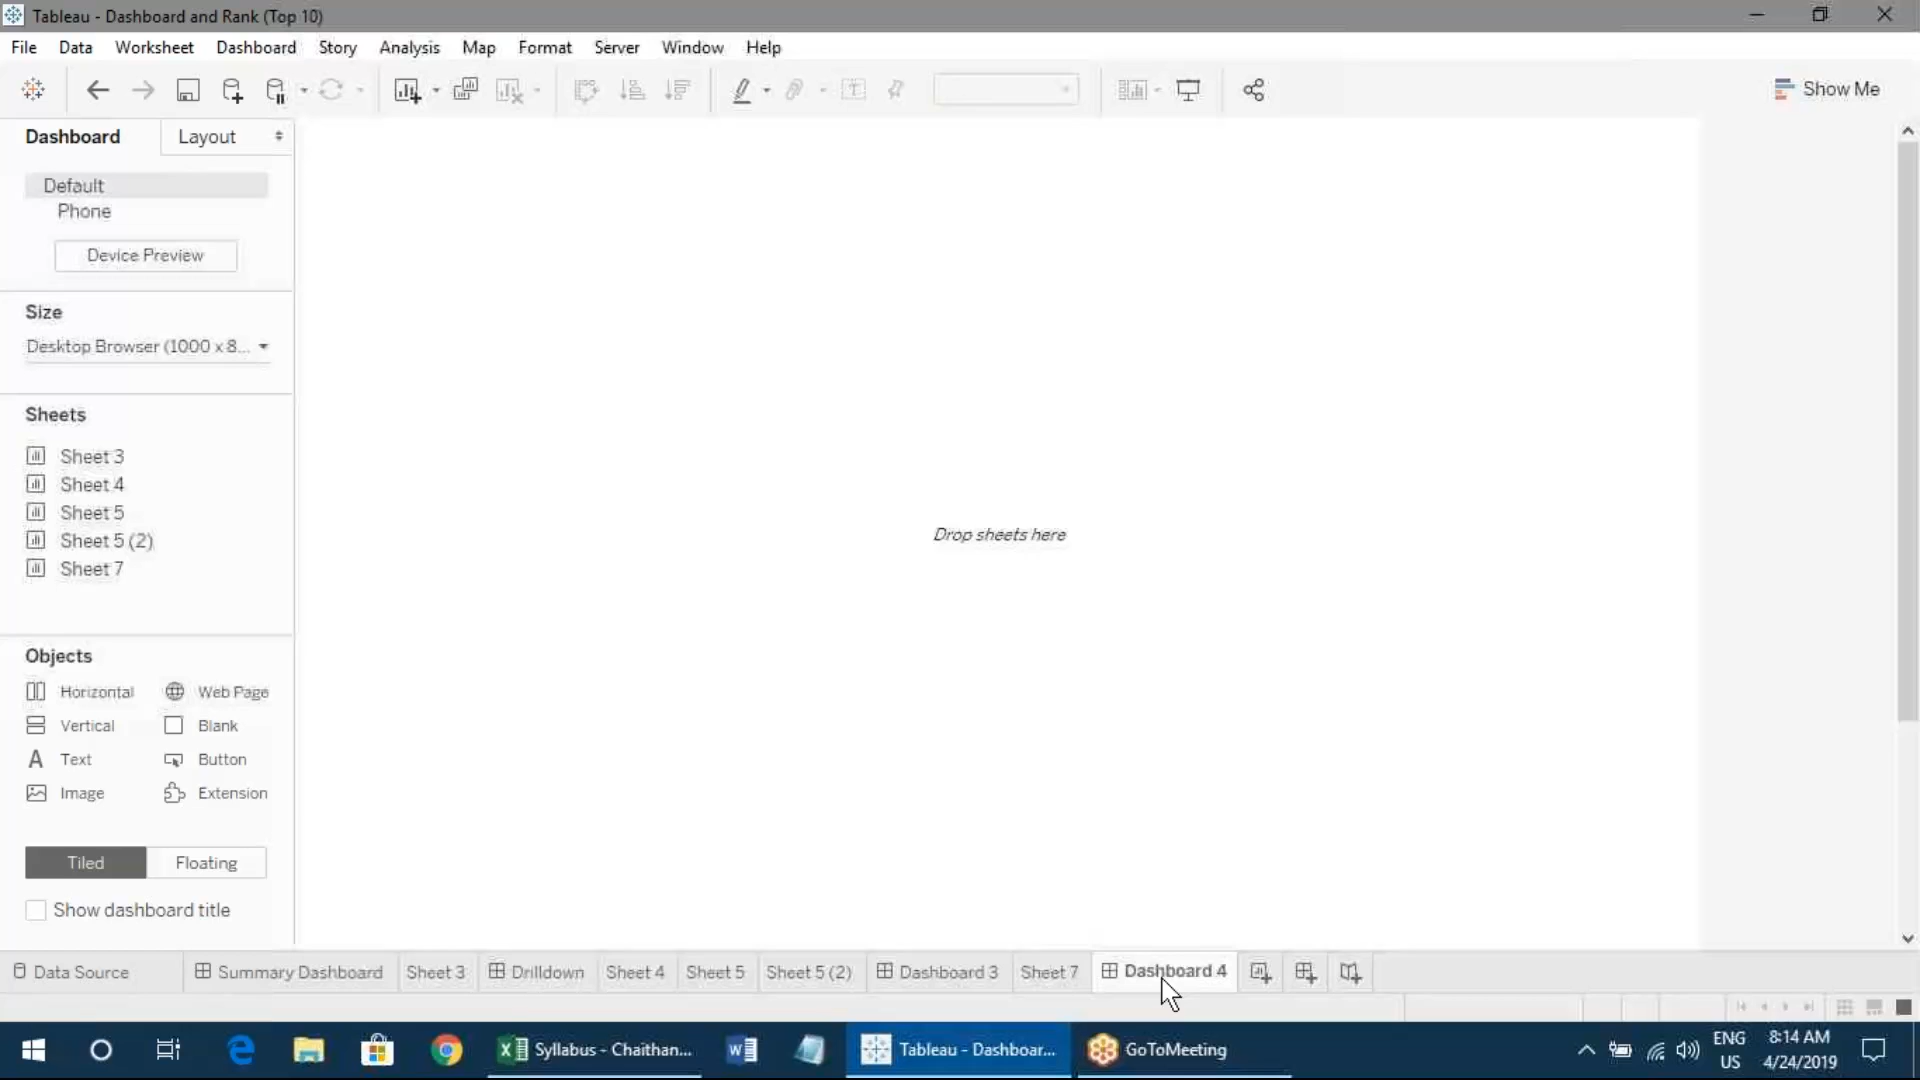 Tableau - Dashboard and Rank (Top 10)
File Data Worksheet Dashboard Story Analysis Map Format Server Window Help
Show Me
Dashboard Layout
Default
Phone
Device Preview
Size
Desktop Browser (1000 x 8...
Sheets
Sheet 3
Sheet 4
Sheet 5
Sheet 5 (2)
Sheet 7
Drop sheets here
Objects
Horizontal Web Page
Vertical Blank
A Text Button
Image Extension
Tiled Floating
Show dashboard title
Data Source Summary Dashboard Sheet 3 Drilldown Sheet 4 Sheet 5 Sheet 5 (2) Dashboard 3 Sheet 7 Dashboard 4
Syllabus - Chaithan... Tableau - Dashboar... GoToMeeting
ENG
US
8:14 AM
4/24/2019